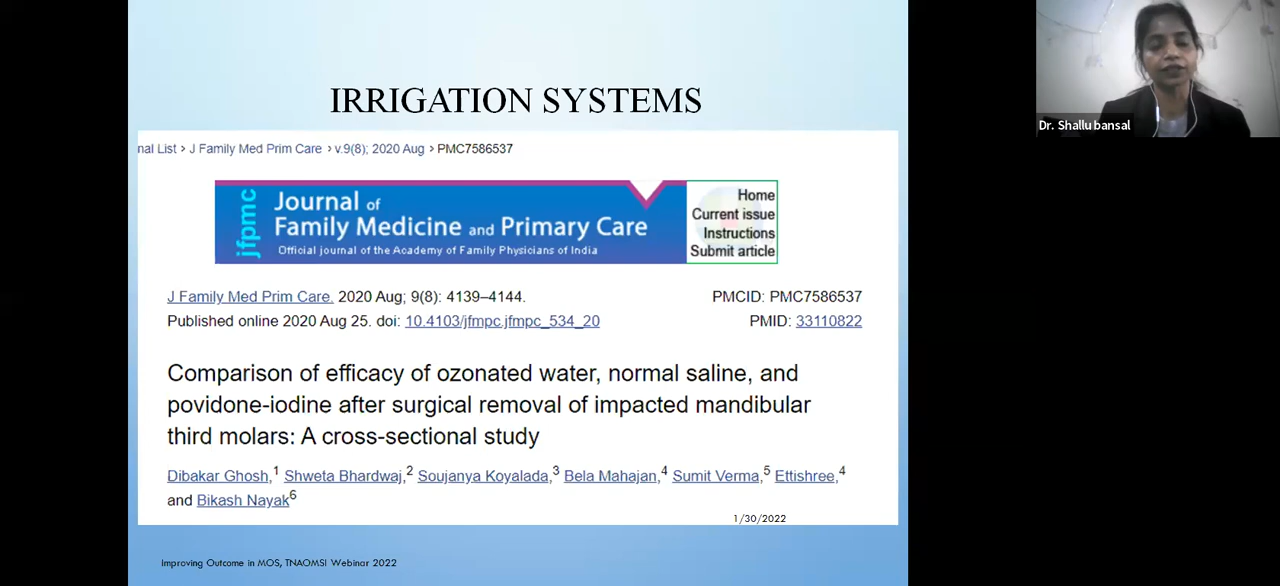 IRRIGATION SYSTEMS
nal List > J Family Med Prim Care > v.9(8); 2020 Aug > PMC7586537
jfpmc
Journal of
Family Medicine and Primary Care
Official journal of the Academy of Family Physicians of India
Home
Current issue
Instructions
Submit article
J Family Med Prim Care. 2020 Aug; 9(8): 4139–4144.
PMCID: PMC7586537
Published online 2020 Aug 25. doi: 10.4103/jfmpc.jfmpc_534_20
PMID: 33110822
Comparison of efficacy of ozonated water, normal saline, and
povidone-iodine after surgical removal of impacted mandibular
third molars: A cross-sectional study
Dibakar Ghosh,1 Shweta Bhardwaj,2 Soujanya Koyalada,3 Bela Mahajan,4 Sumit Verma,5 Ettishree,4
and Bikash Nayak6
1/30/2022
Improving Outcome in MOS, TNAOMSI Webinar 2022
Dr. Shallu bansal